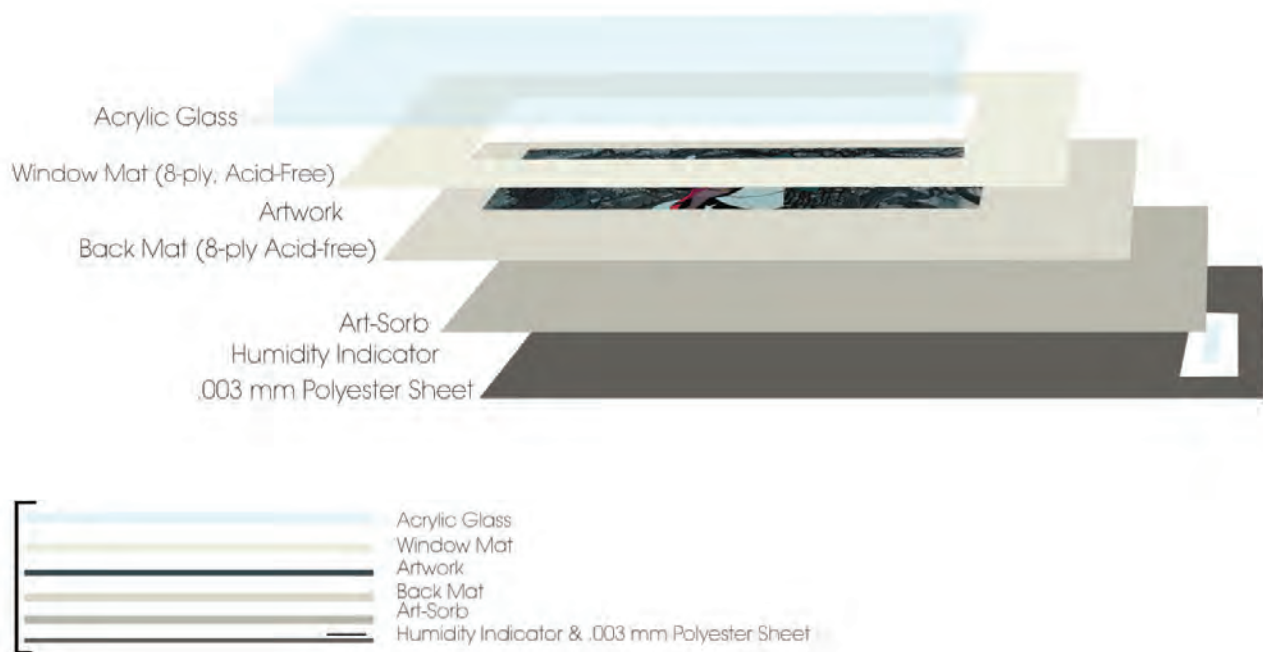 Acrylic Glass
Window Mat (8-ply, Acid-Free)
Artwork
Back Mat (8-ply Acid-free)
Art-Sorb
Humidity Indicator
.003 mm Polyester Sheet
Acrylic Glass
Window Mat
Artwork
Back Mat
Art-Sorb
Humidity Indicator & .003 mm Polyester Sheet